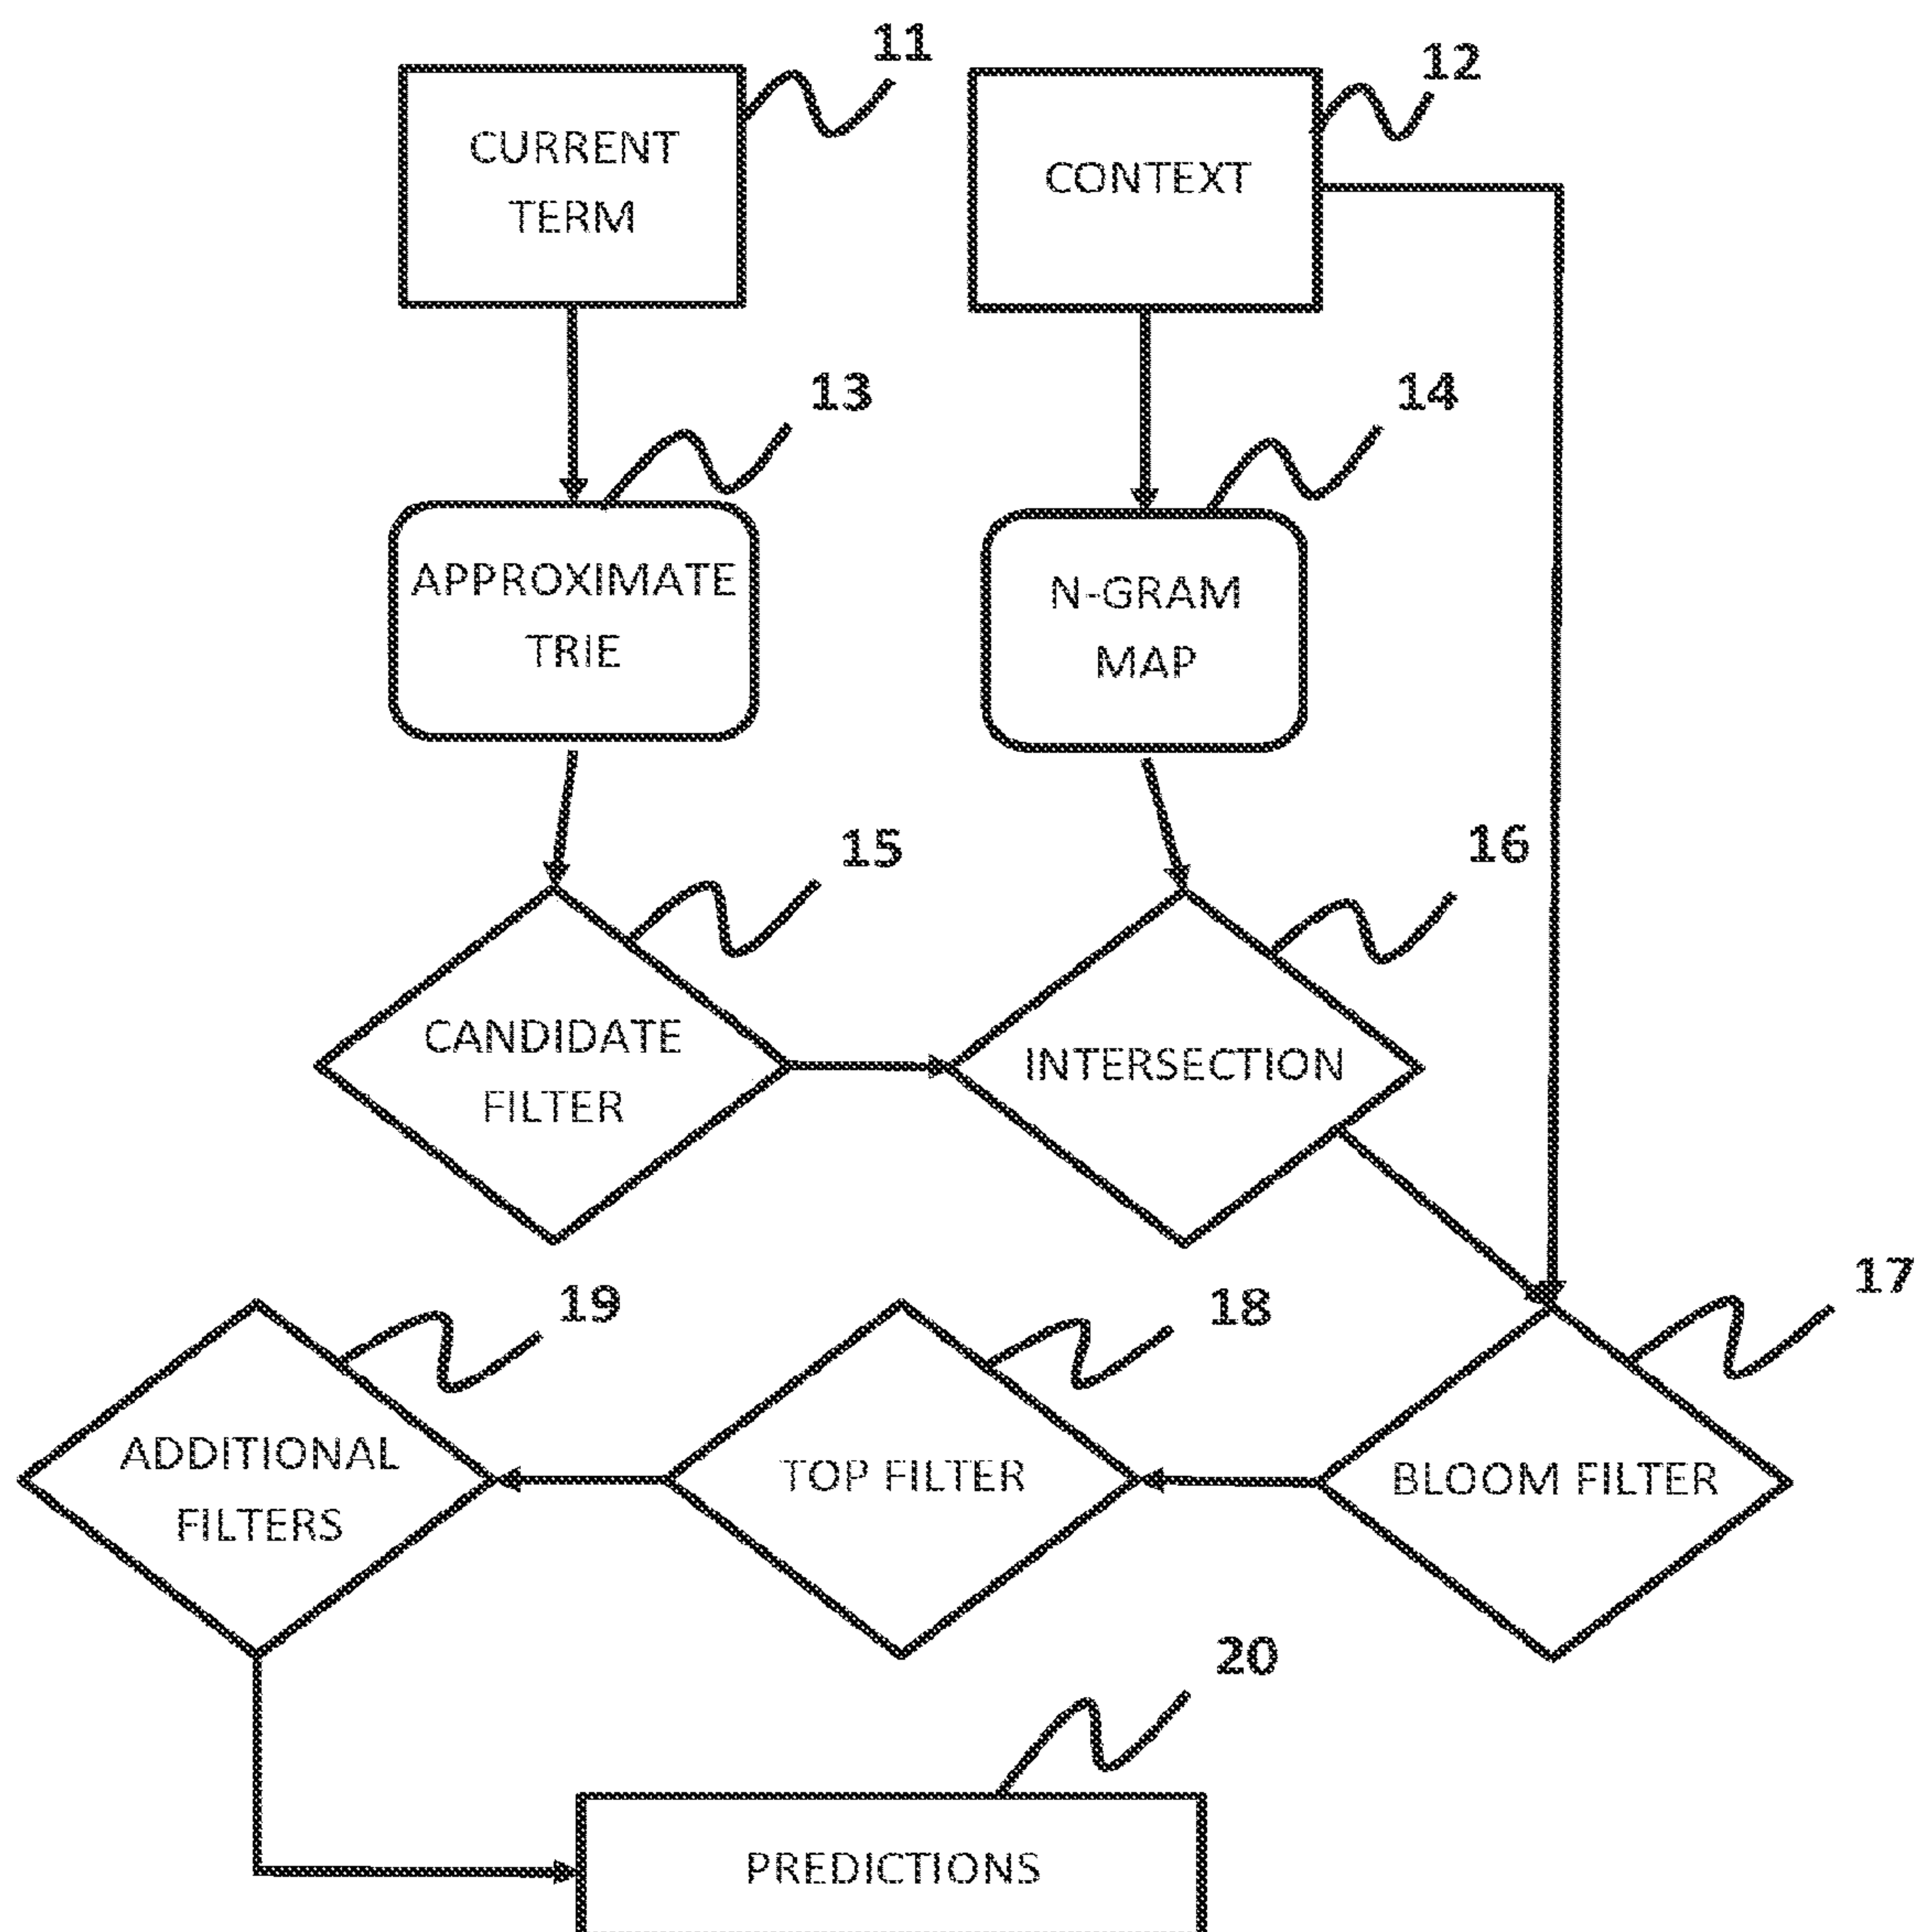 11
12
CURRENT
TERM
CONTEXT
13
14
APPROXIMATE
TRIE
N-GRAM
MAP
15
16
CANDIDATE
FILTER
INTERSECTION
17
18
19
ADDITIONAL
FILTERS
TOP FILTER
BLOOM FILTER
20
PREDICTIONS